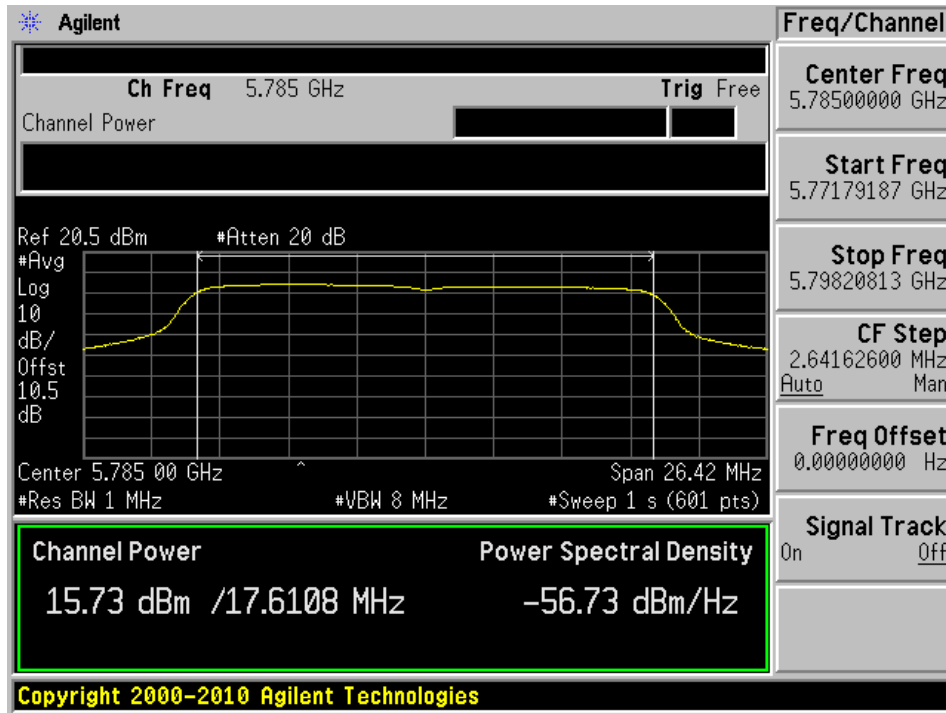 Agilent
Ch Freq 5.785 GHz Trig Free
Channel Power
Ref 20.5 dBm #Atten 20 dB
#Avg
Log
10
dB/
Offst
10.5
dB
Center 5.785 00 GHz Span 26.42 MHz
#Res BW 1 MHz #VBW 8 MHz #Sweep 1 s (601 pts)
Channel Power Power Spectral Density
15.73 dBm /17.6108 MHz -56.73 dBm/Hz
Copyright 2000-2010 Agilent Technologies
Freq/Channel
Center Freq
5.78500000 GHz
Start Freq
5.77179187 GHz
Stop Freq
5.79820813 GHz
CF Step
2.64162600 MHz
Auto Man
Freq Offset
0.00000000 Hz
Signal Track
On Off